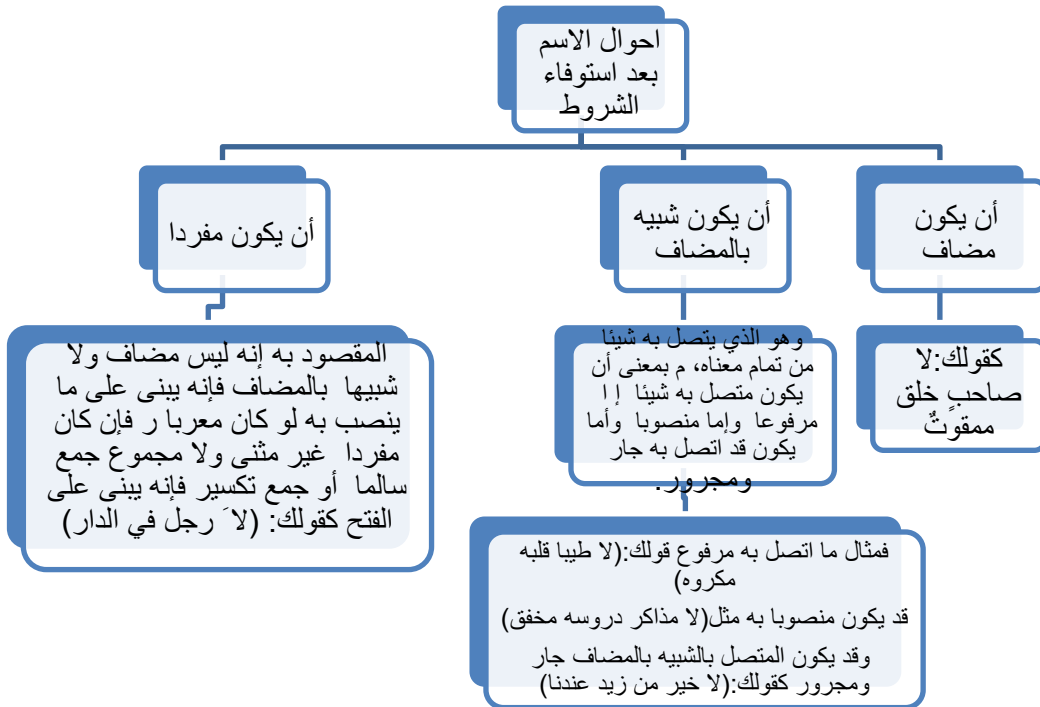 احوال الاسم
بعد استوفاء
الشروط
أن يكون
مضاف
أن يكون شبيه
بالمضاف
أن يكون مفردا
كقولك:لا
صاحبٍ خلق
ممقوتٌ
وهو الذي يتصل به شيئا
من تمام معناه، م بمعنى أن
يكون متصل به شيئا إ ا
مرفوعا وإما منصوبا وأما
يكون قد اتصل به جار
ومجرور.
المقصود به إنه ليس مضاف ولا
شبيها بالمضاف فإنه يبنى على ما
ينصب به لو كان معربا ر فإن كان
مفردا غير مثنى ولا مجموع جمع
سالما أو جمع تكسير فإنه يبنى على
الفتح كقولك: (لا َ رجل في الدار)
فمثال ما اتصل به مرفوع قولك:(لا طيبا قلبه
مكروه)
قد يكون منصوبا به مثل(لا مذاكر دروسه مخفق)
وقد يكون المتصل بالشبيه بالمضاف جار
ومجرور كقولك:(لا خير من زيد عندنا)